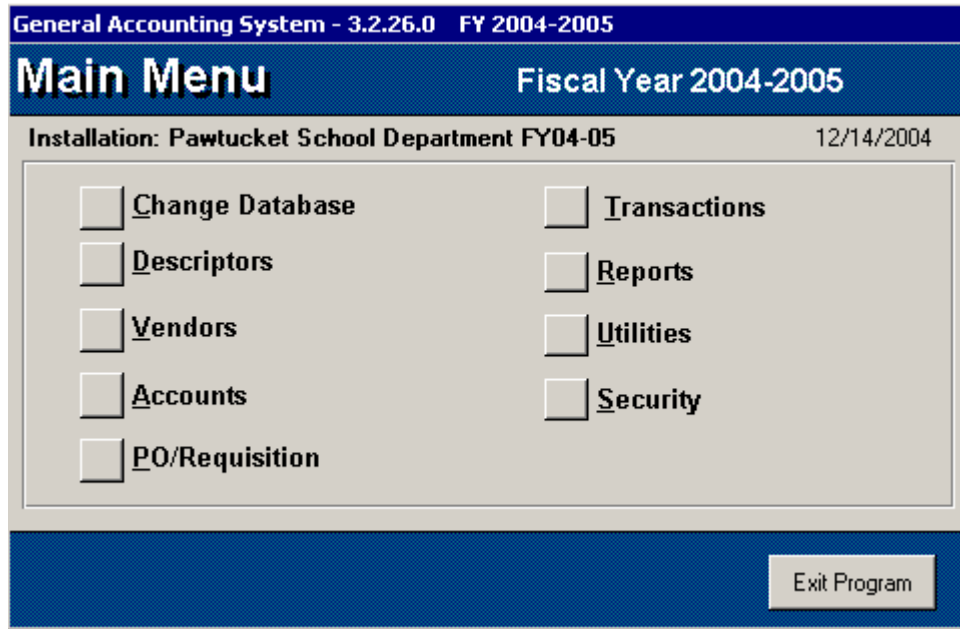 General Accounting System - 3.2.26.0 FY 2004-2005
Main Menu Fiscal Year 2004-2005
Installation: Pawtucket School Department FY04-05 12/14/2004
Change Database Transactions
Descriptors Reports
Vendors Utilities
Accounts Security
PO/Requisition
Exit Program